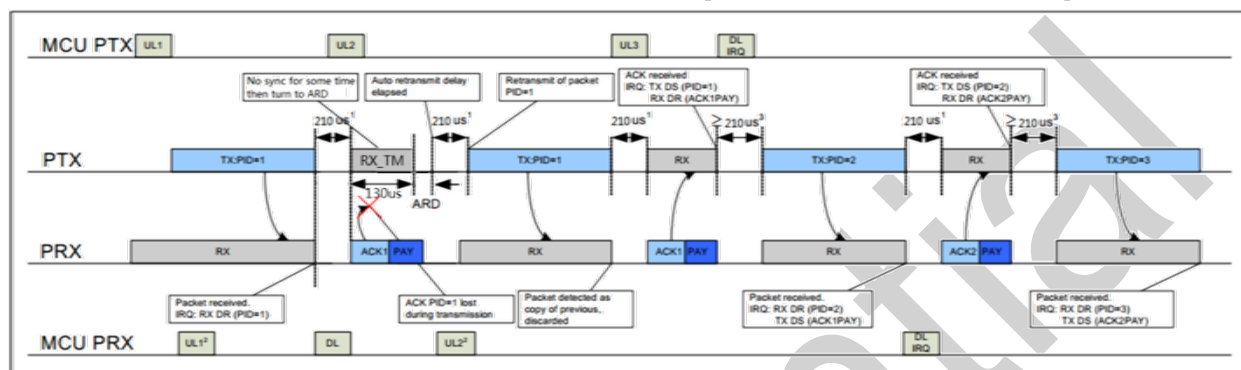 MCU PTX UL1 UL2 UL3 DL IRQ
No sync for some time then turn to ARD
Auto retransmit delay elapsed
Retransmit of packet PID=1
ACK received
IRQ: TX DS (PID=1)
RX DR (ACK1PAY)
ACK received
IRQ: TX DS (PID=2)
RX DR (ACK2PAY)
210 us¹ 210 us¹ 210 us¹ ≥ 210 us³ 210 us¹ ≥ 210 us³
PTX TX:PID=1 RX_TM TX:PID=1 RX TX:PID=2 RX TX:PID=3
130us
ARD
PRX RX ACK1 PAY RX ACK1 PAY RX ACK2 PAY RX
Packet received.
IRQ: RX DR (PID=1)
ACK PID=1 lost during transmission
Packet detected as copy of previous, discarded
Packet received.
IRQ: RX DR (PID=2)
TX DS (ACK1PAY)
Packet received.
IRQ: RX DR (PID=3)
TX DS (ACK2PAY)
MCU PRX UL1² DL UL2² DL IRQ